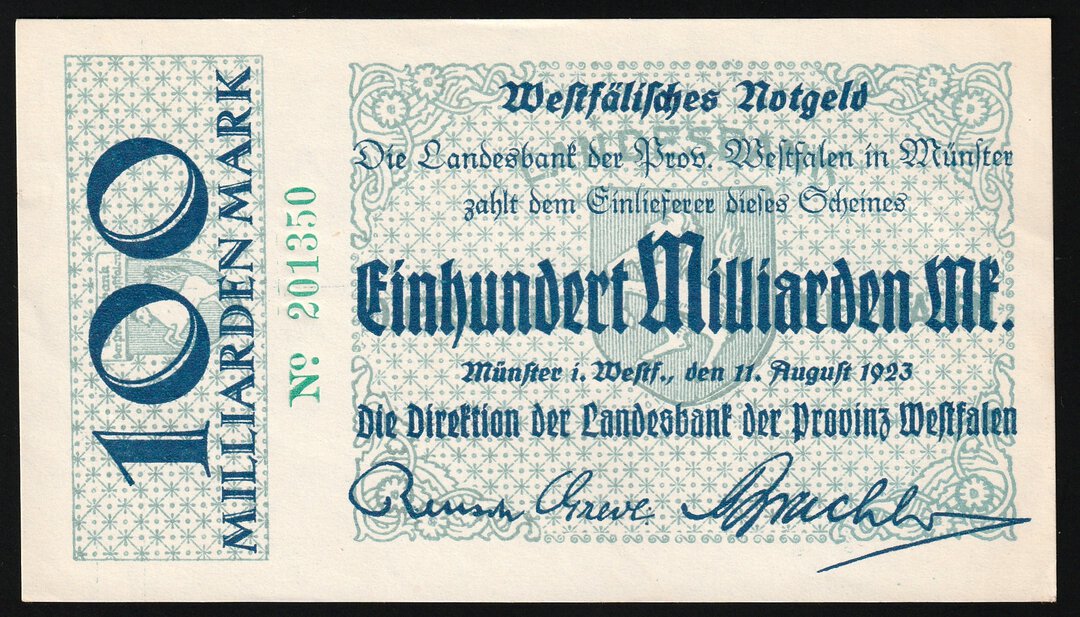 100
MILLIARDEN MARK
Nº 201350
Westfälisches Notgeld
Die Landesbank der Prov. Westfalen in Münster
zahlt dem Einlieferer dieses Scheines
Einhundert Milliarden Mk.
Münster i. Westf., den 11. August 1923
Die Direktion der Landesbank der Provinz Westfalen
LANDESBANK